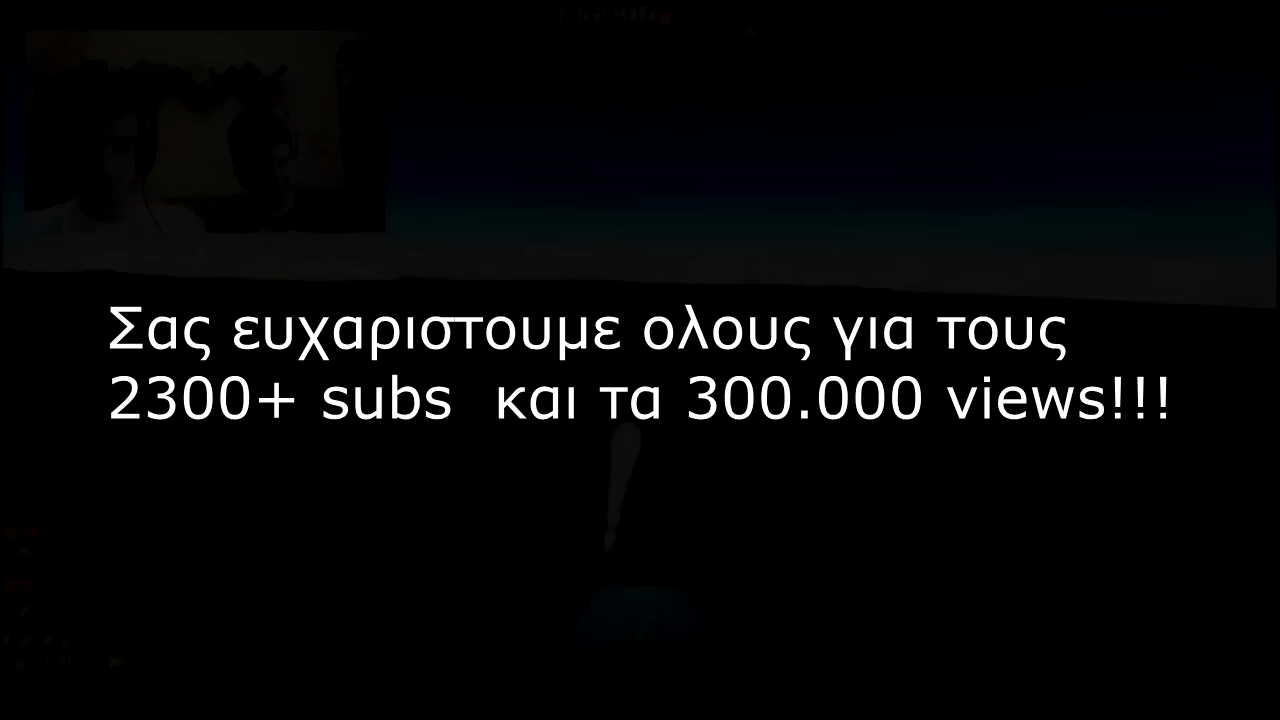 Σας ευχαριστουμε ολους για τους
2300+ subs  και τα 300.000 views!!!